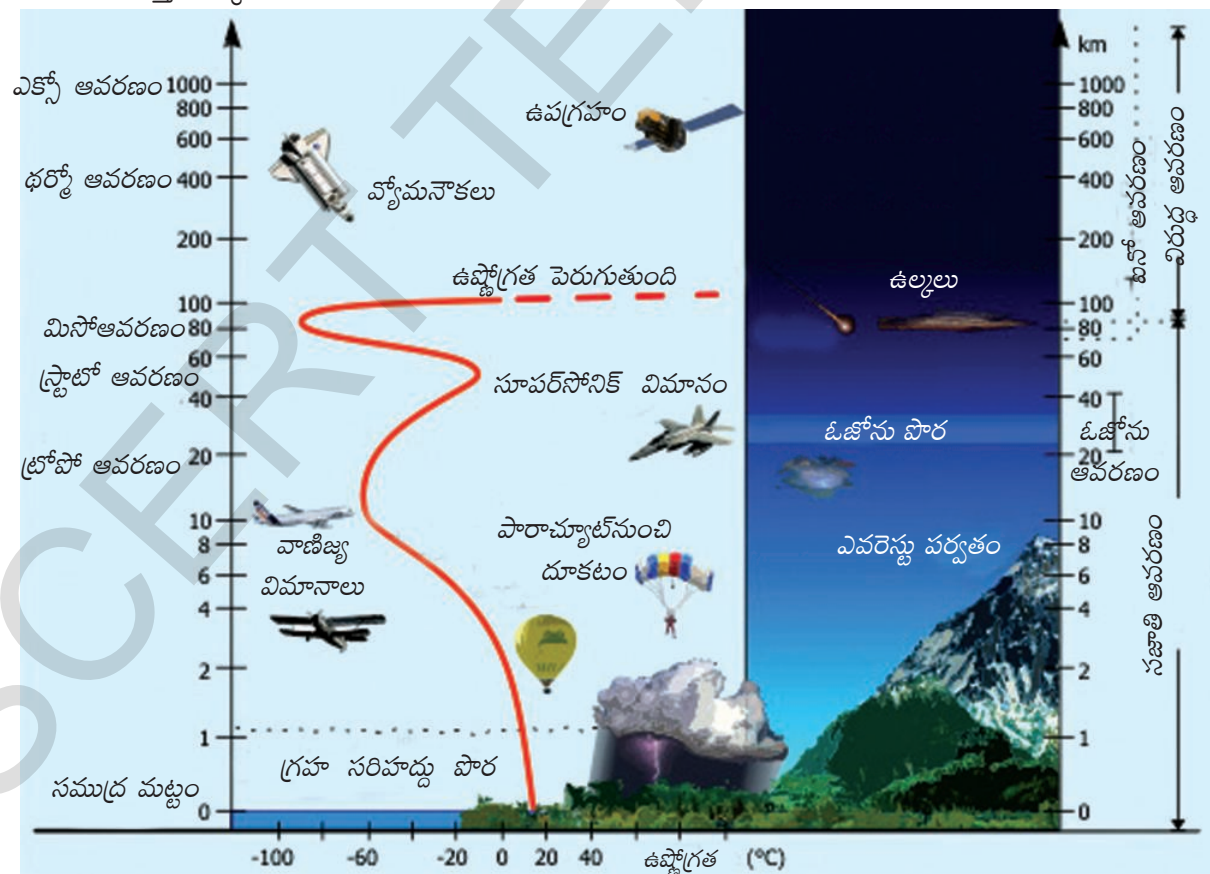 km
ఎక్సో ఆవరణం
1000
800
600
థర్మో ఆవరణం
400
200
100
మిసోఆవరణం
80
60
స్ట్రాటో ఆవరణం
40
ట్రోపో ఆవరణం
20
10
8
6
4
2
1
సముద్ర మట్టం
0
ఉపగ్రహం
వ్యోమనౌకలు
ఉష్ణోగ్రత పెరుగుతుంది
ఉల్కలు
సూపర్‌సోనిక్ విమానం
ఓజోను పొర
వాణిజ్య
విమానాలు
పారాచ్యూట్‌నుంచి
దూకటం
ఎవరెస్టు పర్వతం
గ్రహ సరిహద్దు పొర
1000
800
600
400
200
100
80
60
40
20
10
8
6
4
2
1
0
ఓజోను
ఆవరణం
ఐనో ఆవరణం
విరుద్ధ ఆవరణం
సజాతి ఆవరణం
-100
-60
-20
0
20
40
ఉష్ణోగ్రత (°C)